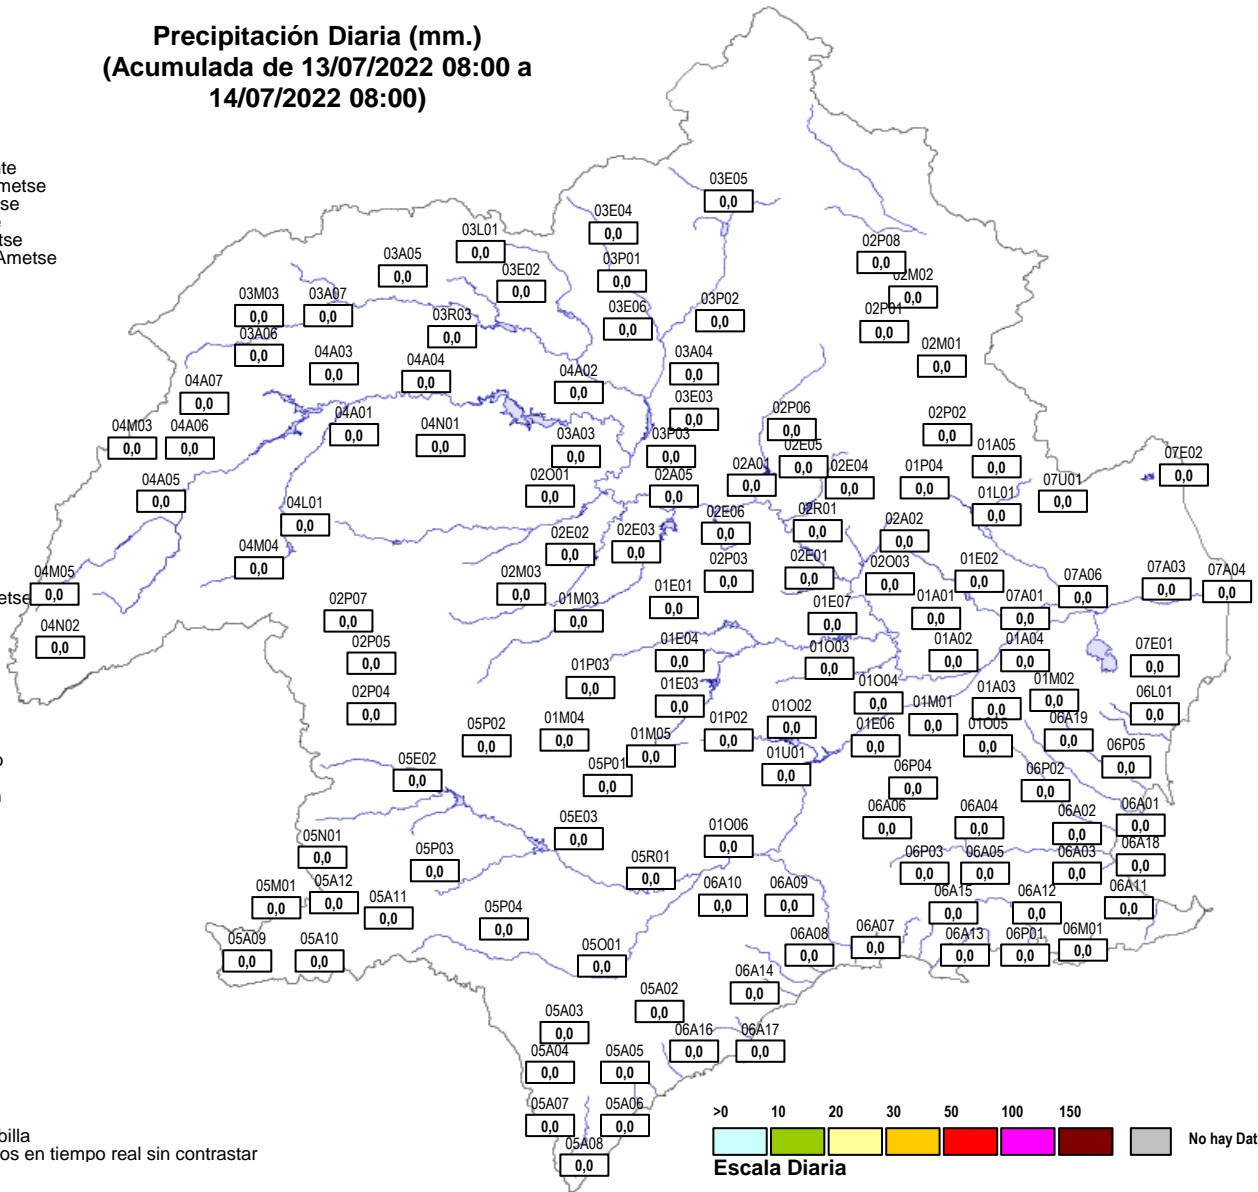 Precipitación Diaria (mm.)
(Acumulada de 13/07/2022 08:00 a
14/07/2022 08:00)
03E05
0,0
03E04
0,0
03L01
0,0
03A05
0,0
03E02
0,0
03P01
0,0
02P08
0,0
02M02
0,0
03M03
0,0
03A07
0,0
03R03
0,0
03E06
0,0
03P02
0,0
02P01
0,0
03A06
0,0
04A03
0,0
04A04
0,0
04A02
0,0
03A04
0,0
02M01
0,0
04A07
0,0
03E03
0,0
04M03
0,0
04A06
0,0
04A01
0,0
04N01
0,0
03A03
0,0
03P03
0,0
02P06
0,0
02E05
0,0
02P02
0,0
01A05
0,0
07E02
0,0
04A05
0,0
02O01
0,0
02A05
0,0
02A01
0,0
02E04
0,0
01P04
0,0
01L01
0,0
07U01
0,0
04L01
0,0
02E06
0,0
02R01
0,0
02A02
0,0
04M04
0,0
02E02
0,0
02E03
0,0
02P03
0,0
02E01
0,0
02O03
0,0
01E02
0,0
04M05
0,0
02M03
0,0
01M03
0,0
01E01
0,0
01E07
0,0
01A01
0,0
07A01
0,0
07A06
0,0
07A03
0,0
07A04
0,0
04N02
0,0
02P07
0,0
02P05
0,0
01E04
0,0
01O03
0,0
01A02
0,0
01A04
0,0
07E01
0,0
02P04
0,0
01P03
0,0
01E03
0,0
01O04
0,0
01M01
0,0
01A03
0,0
01M02
0,0
06L01
0,0
05P02
0,0
01M04
0,0
01M05
0,0
01P02
0,0
01O02
0,0
01E06
0,0
01O05
0,0
06A19
0,0
06P05
0,0
05E02
0,0
05P01
0,0
01U01
0,0
06P04
0,0
06P02
0,0
05E03
0,0
01O06
0,0
06A06
0,0
06A04
0,0
06A02
0,0
06A01
0,0
05N01
0,0
05P03
0,0
05R01
0,0
06P03
0,0
06A05
0,0
06A03
0,0
06A18
0,0
05M01
0,0
05A12
0,0
05A11
0,0
05P04
0,0
06A10
0,0
06A09
0,0
06A15
0,0
06A12
0,0
06A11
0,0
05A09
0,0
05A10
0,0
05O01
0,0
06A08
0,0
06A07
0,0
06A13
0,0
06P01
0,0
06M01
0,0
05A02
0,0
06A14
0,0
05A03
0,0
06A16
0,0
06A17
0,0
05A04
0,0
05A05
0,0
05A07
0,0
05A06
0,0
05A08
0,0
>0 10 20 30 50 100 150
No hay Dat
Escala Diaria
os en tiempo real sin contrastar